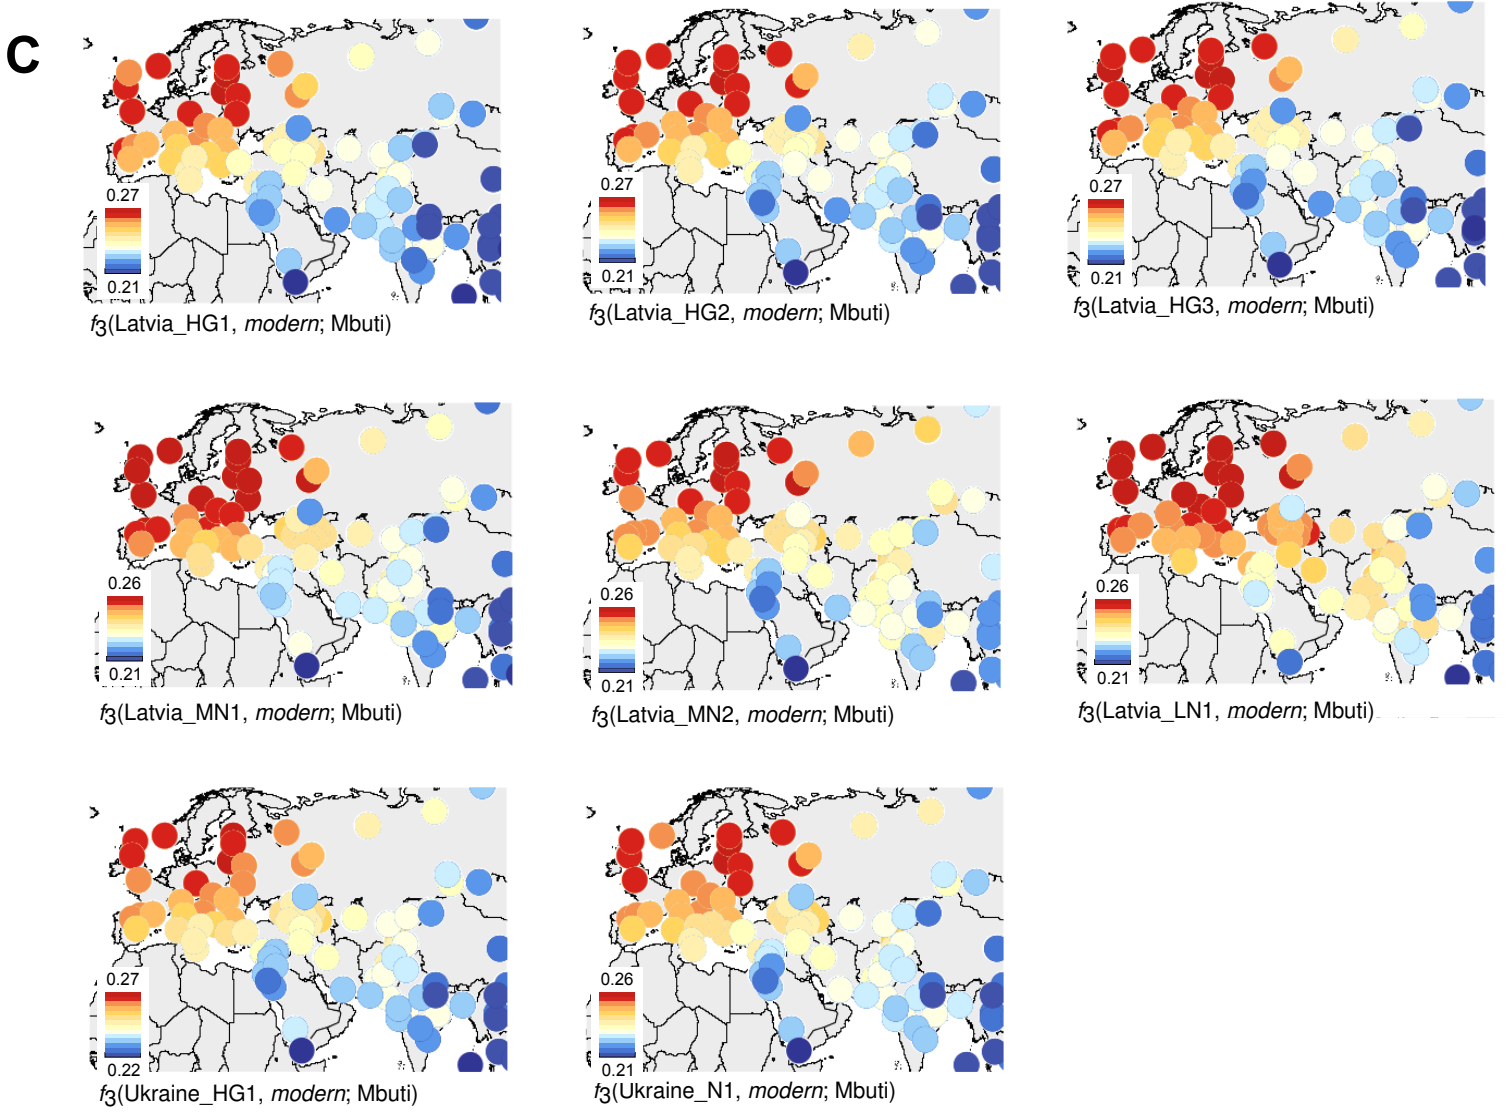 C
0.27
0.21
f3(Latvia_HG1, modern; Mbuti)
0.27
0.21
f3(Latvia_HG2, modern; Mbuti)
0.27
0.21
f3(Latvia_HG3, modern; Mbuti)
0.26
0.21
f3(Latvia_MN1, modern; Mbuti)
0.26
0.21
f3(Latvia_MN2, modern; Mbuti)
0.26
0.21
f3(Latvia_LN1, modern; Mbuti)
0.27
0.22
f3(Ukraine_HG1, modern; Mbuti)
0.26
0.21
f3(Ukraine_N1, modern; Mbuti)